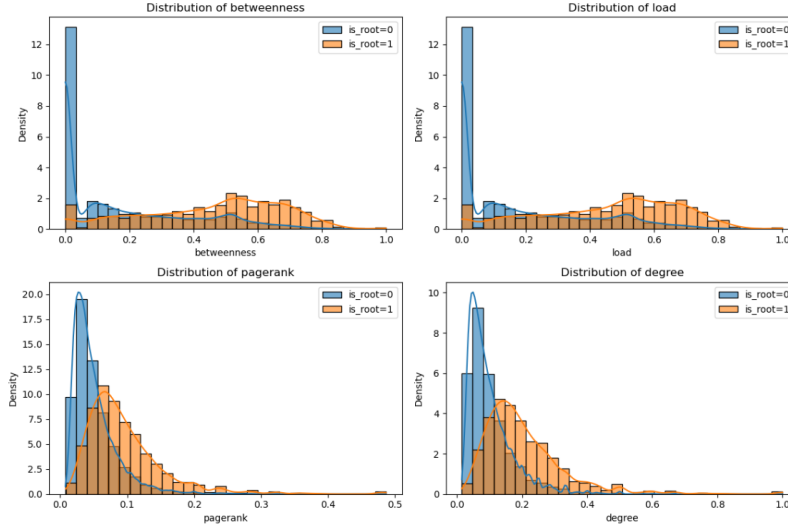 Distribution of betweenness
is_root=0
is_root=1
Density
12
10
8
6
4
2
0
0.0 0.2 0.4 0.6 0.8 1.0
betweenness
Distribution of load
is_root=0
is_root=1
Density
12
10
8
6
4
2
0
0.0 0.2 0.4 0.6 0.8 1.0
load
Distribution of pagerank
is_root=0
is_root=1
Density
20.0
17.5
15.0
12.5
10.0
7.5
5.0
2.5
0.0
0.0 0.1 0.2 0.3 0.4 0.5
pagerank
Distribution of degree
is_root=0
is_root=1
Density
10
8
6
4
2
0
0.0 0.2 0.4 0.6 0.8 1.0
degree